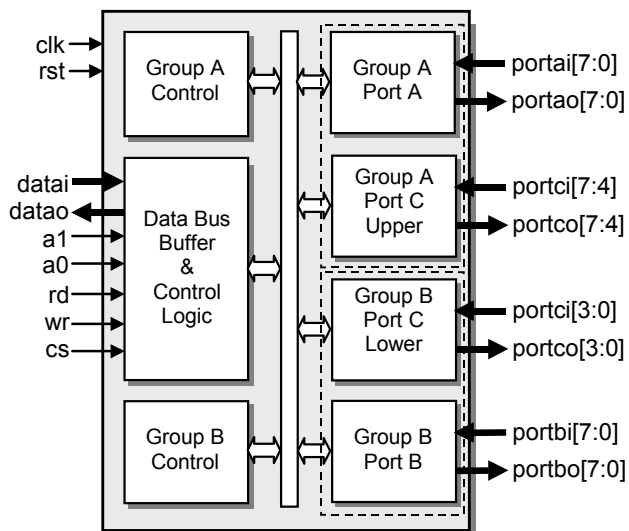 clk
rst
Group A
Control
Group A
Port A
portai[7:0]
portao[7:0]
datai
datao
a1
a0
rd
wr
cs
Data Bus
Buffer
&
Control
Logic
Group A
Port C
Upper
portci[7:4]
portco[7:4]
Group B
Port C
Lower
portci[3:0]
portco[3:0]
Group B
Control
Group B
Port B
portbi[7:0]
portbo[7:0]